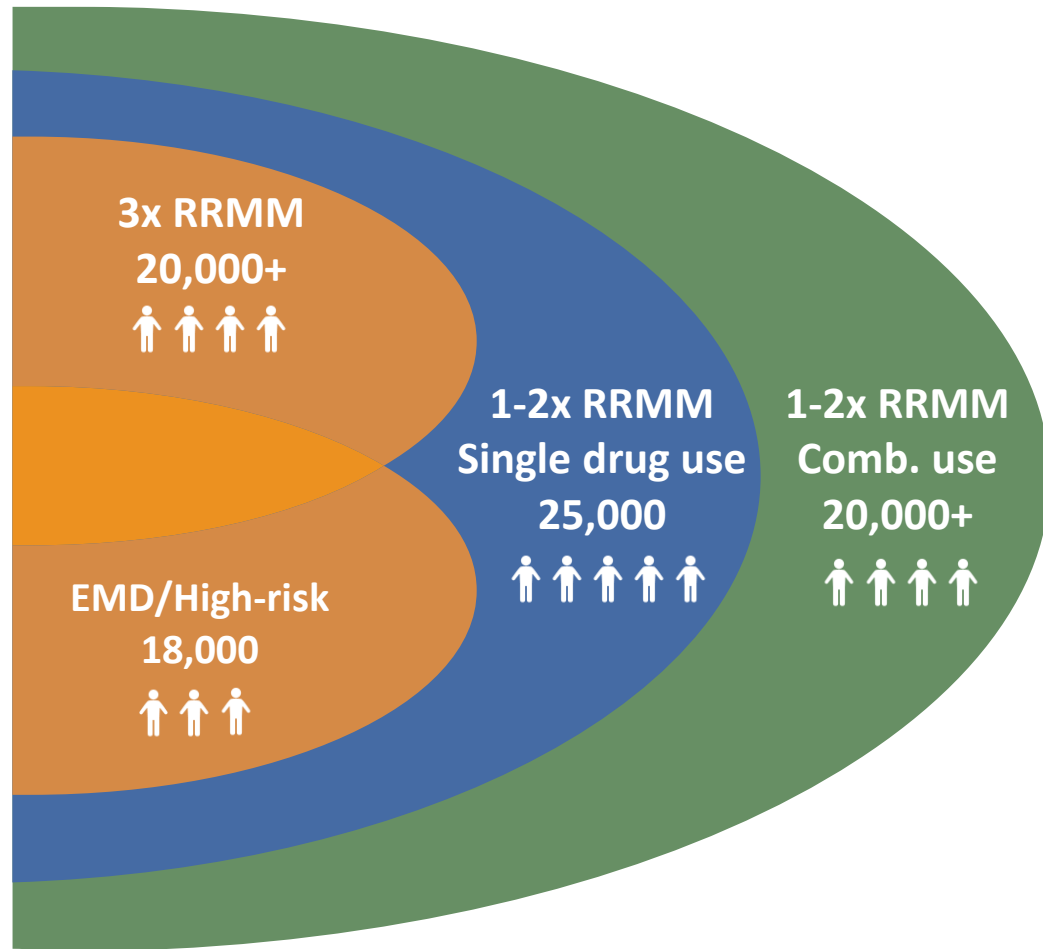 3x RRMM
20,000+
EMD/High-risk
18,000
1-2x RRMM
Single drug use
25,000
1-2x RRMM
Comb. use
20,000+